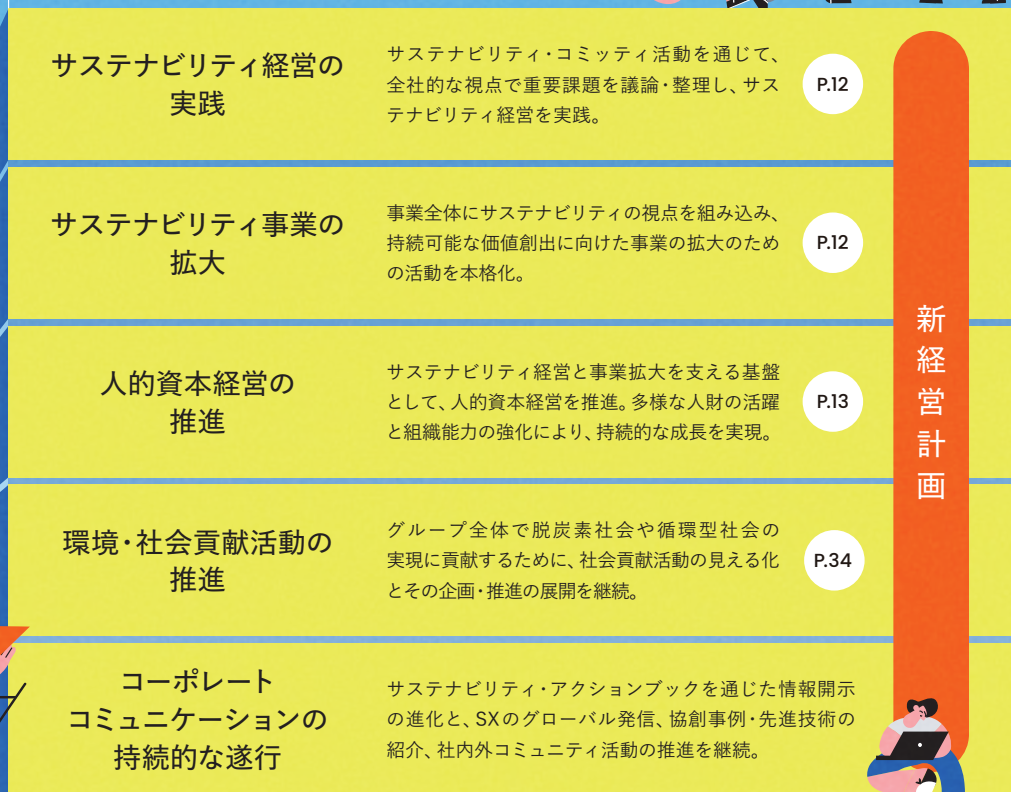 サステナビリティ経営の
実践
サステナビリティ・コミッティ活動を通じて、
全社的な視点で重要課題を議論・整理し、サス
テナビリティ経営を実践。
P.12
サステナビリティ事業の
拡大
事業全体にサステナビリティの視点を組み込み、
持続可能な価値創出に向けた事業の拡大のため
の活動を本格化。
P.12
人的資本経営の
推進
サステナビリティ経営と事業拡大を支える基盤
として、人的資本経営を推進。多様な人財の活躍
と組織能力の強化により、持続的な成長を実現。
P.13
環境・社会貢献活動の
推進
グループ全体で脱炭素社会や循環型社会の
実現に貢献するために、社会貢献活動の見える化
とその企画・推進の展開を継続。
P.34
コーポレート
コミュニケーションの
持続的な遂行
サステナビリティ・アクションブックを通じた情報開示
の進化と、SXのグローバル発信、協創事例・先進技術の
紹介、社内外コミュニティ活動の推進を継続。
新経営計画